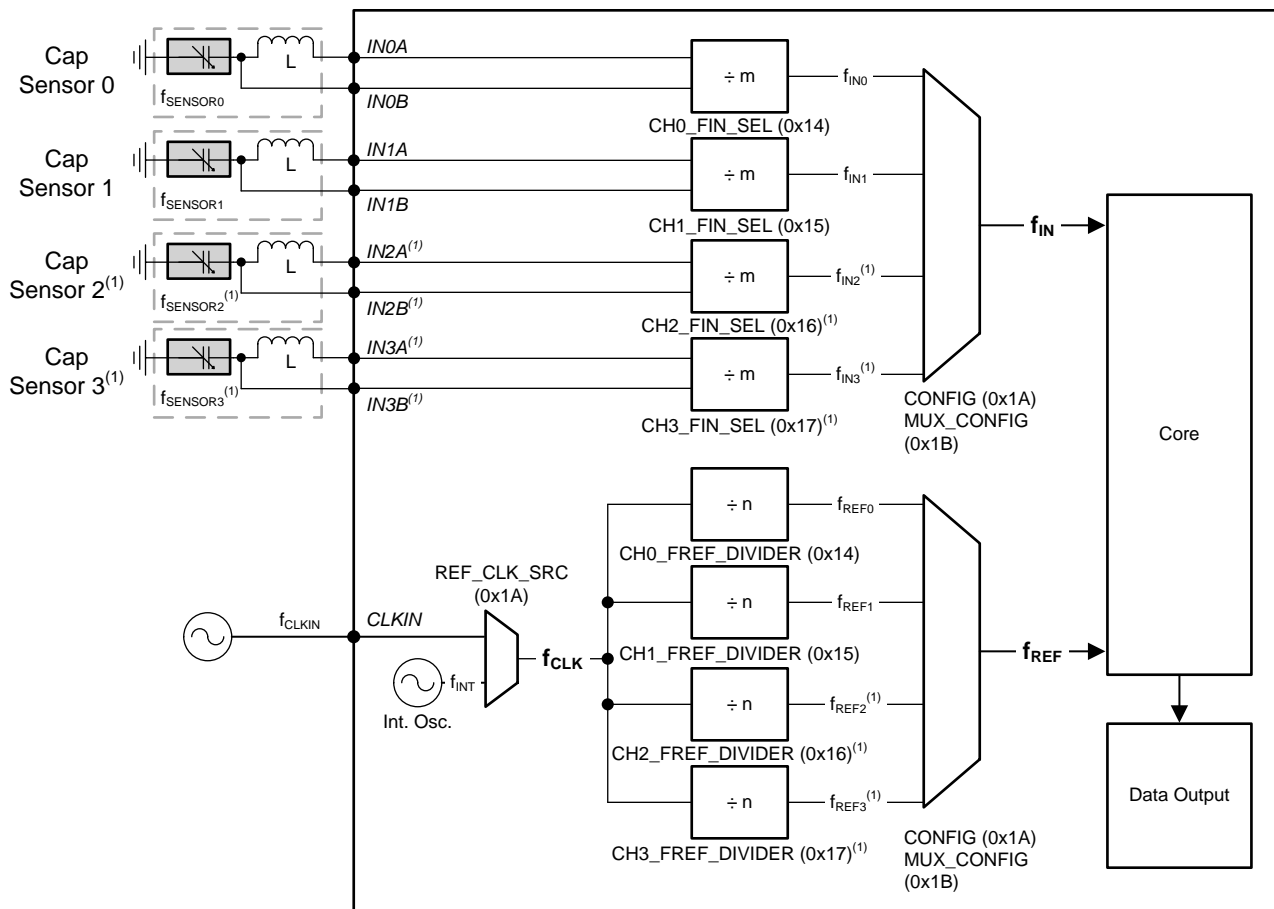 Cap
Sensor 0
fSENSOR0
L
IN0A
IN0B
÷ m
CH0_FIN_SEL (0x14)
fIN0
Cap
Sensor 1
fSENSOR1
L
IN1A
IN1B
÷ m
CH1_FIN_SEL (0x15)
fIN1
Cap
Sensor 2(1)
fSENSOR2(1)
L
IN2A(1)
IN2B(1)
÷ m
CH2_FIN_SEL (0x16)(1)
fIN2(1)
Cap
Sensor 3(1)
fSENSOR3(1)
L
IN3A(1)
IN3B(1)
÷ m
CH3_FIN_SEL (0x17)(1)
fIN3(1)
CONFIG (0x1A)
MUX_CONFIG
(0x1B)
fIN
Core
fCLKIN
CLKIN
REF_CLK_SRC
(0x1A)
fINT
Int. Osc.
fCLK
÷ n
fREF0
CH0_FREF_DIVIDER (0x14)
÷ n
fREF1
CH1_FREF_DIVIDER (0x15)
÷ n
fREF2(1)
CH2_FREF_DIVIDER (0x16)(1)
÷ n
fREF3(1)
CH3_FREF_DIVIDER (0x17)(1)
CONFIG (0x1A)
MUX_CONFIG
(0x1B)
fREF
Data Output